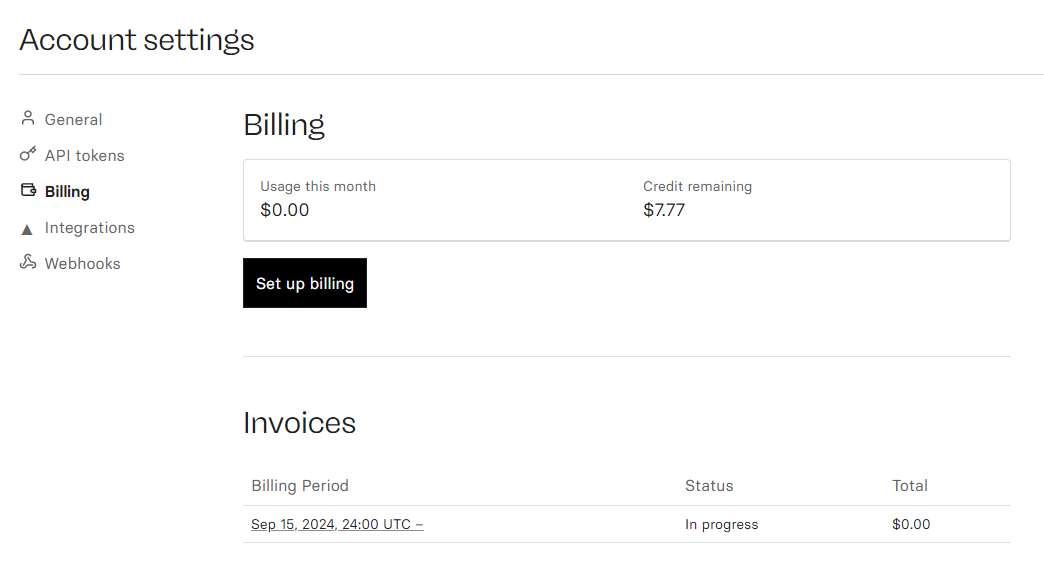 Account settings
General
API tokens
Billing
Integrations
Webhooks
Billing
Usage this month
Credit remaining
$0.00
$7.77
Set up billing
Invoices
Billing Period
Status
Total
Sep 15, 2024, 24:00 UTC –
In progress
$0.00